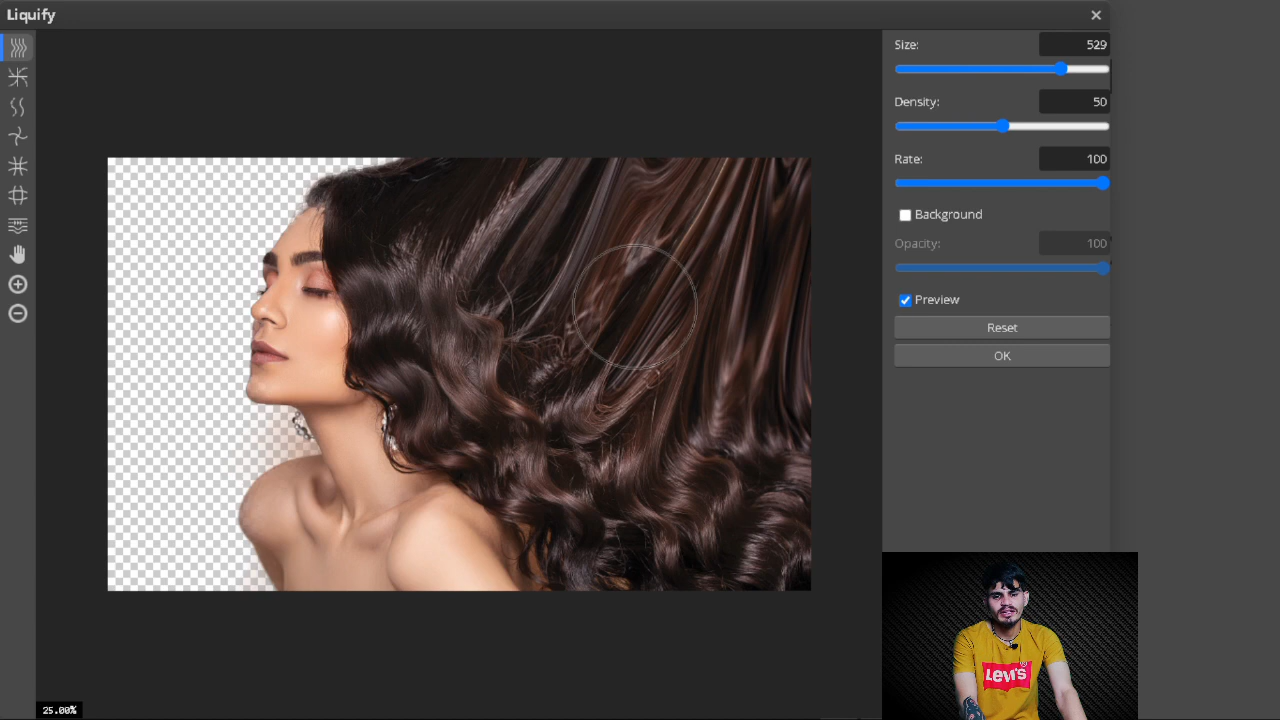 Liquify
Size: 529
Density: 50
Rate: 100
Background
Opacity: 100
Preview
Reset
OK
25.00%
LEVI'S